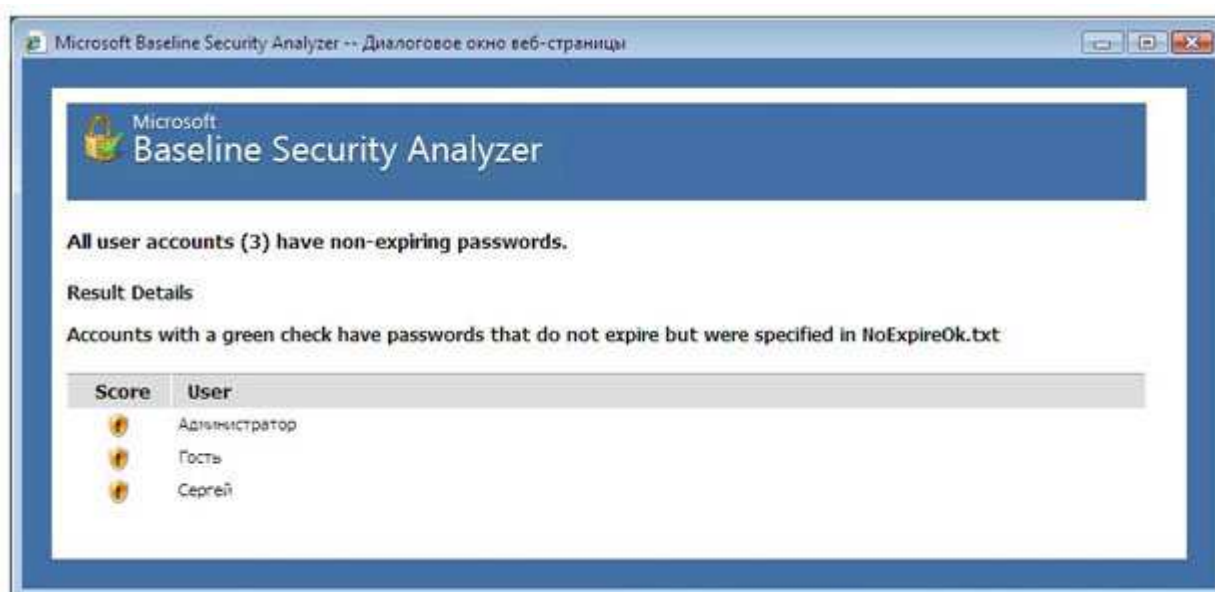 Microsoft Baseline Security Analyzer -- Диалоговое окно веб-страницы
Microsoft
Baseline Security Analyzer
All user accounts (3) have non-expiring passwords.
Result Details
Accounts with a green check have passwords that do not expire but were specified in NoExpireOk.txt
Score User
Администратор
Гость
Сергей